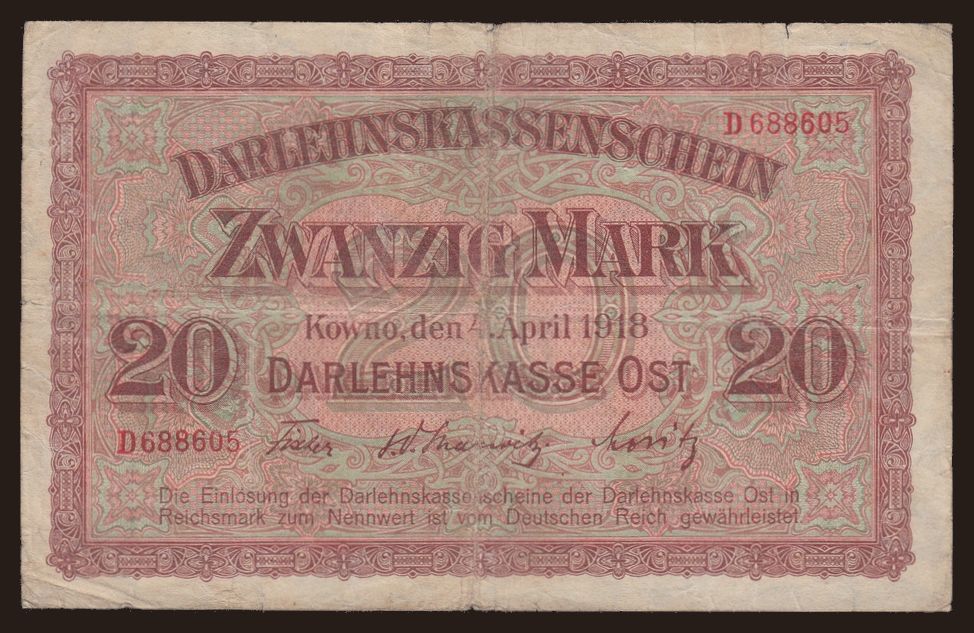 DARLEHNSKASSENSCHEIN
D 688605
ZWANZIG MARK
20
Kowno, den 4. April 1918
20 DARLEHNSKASSE OST 20
D 688605
Die Einlösung der Darlehnskassenscheine der Darlehnskasse Ost in
Reichsmark zum Nennwert ist vom Deutschen Reich gewährleistet.